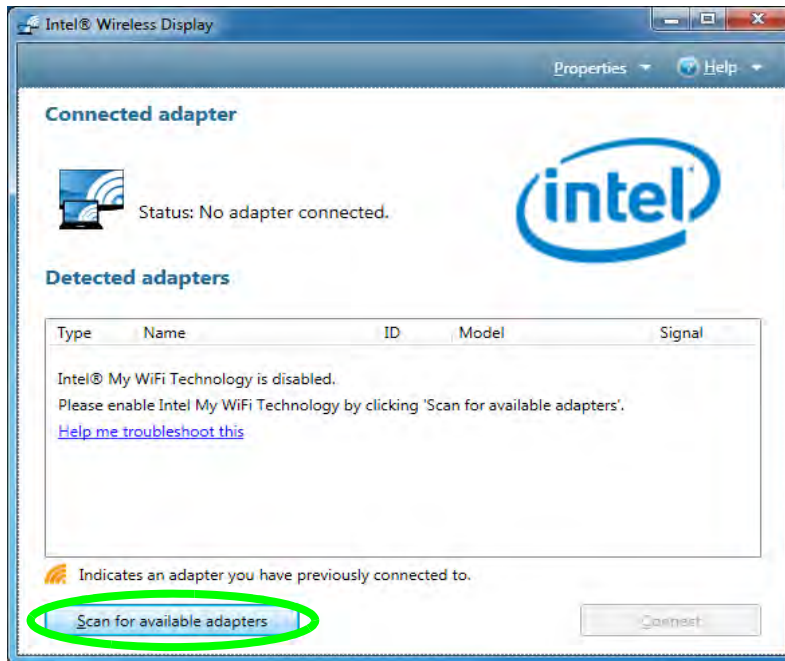 Intel® Wireless Display
Properties Help
Connected adapter
intel
Status: No adapter connected.
Detected adapters
Type Name ID Model Signal
Intel® My WiFi Technology is disabled.
Please enable Intel My WiFi Technology by clicking 'Scan for available adapters'.
Help me troubleshoot this
Indicates an adapter you have previously connected to.
Scan for available adapters Connect